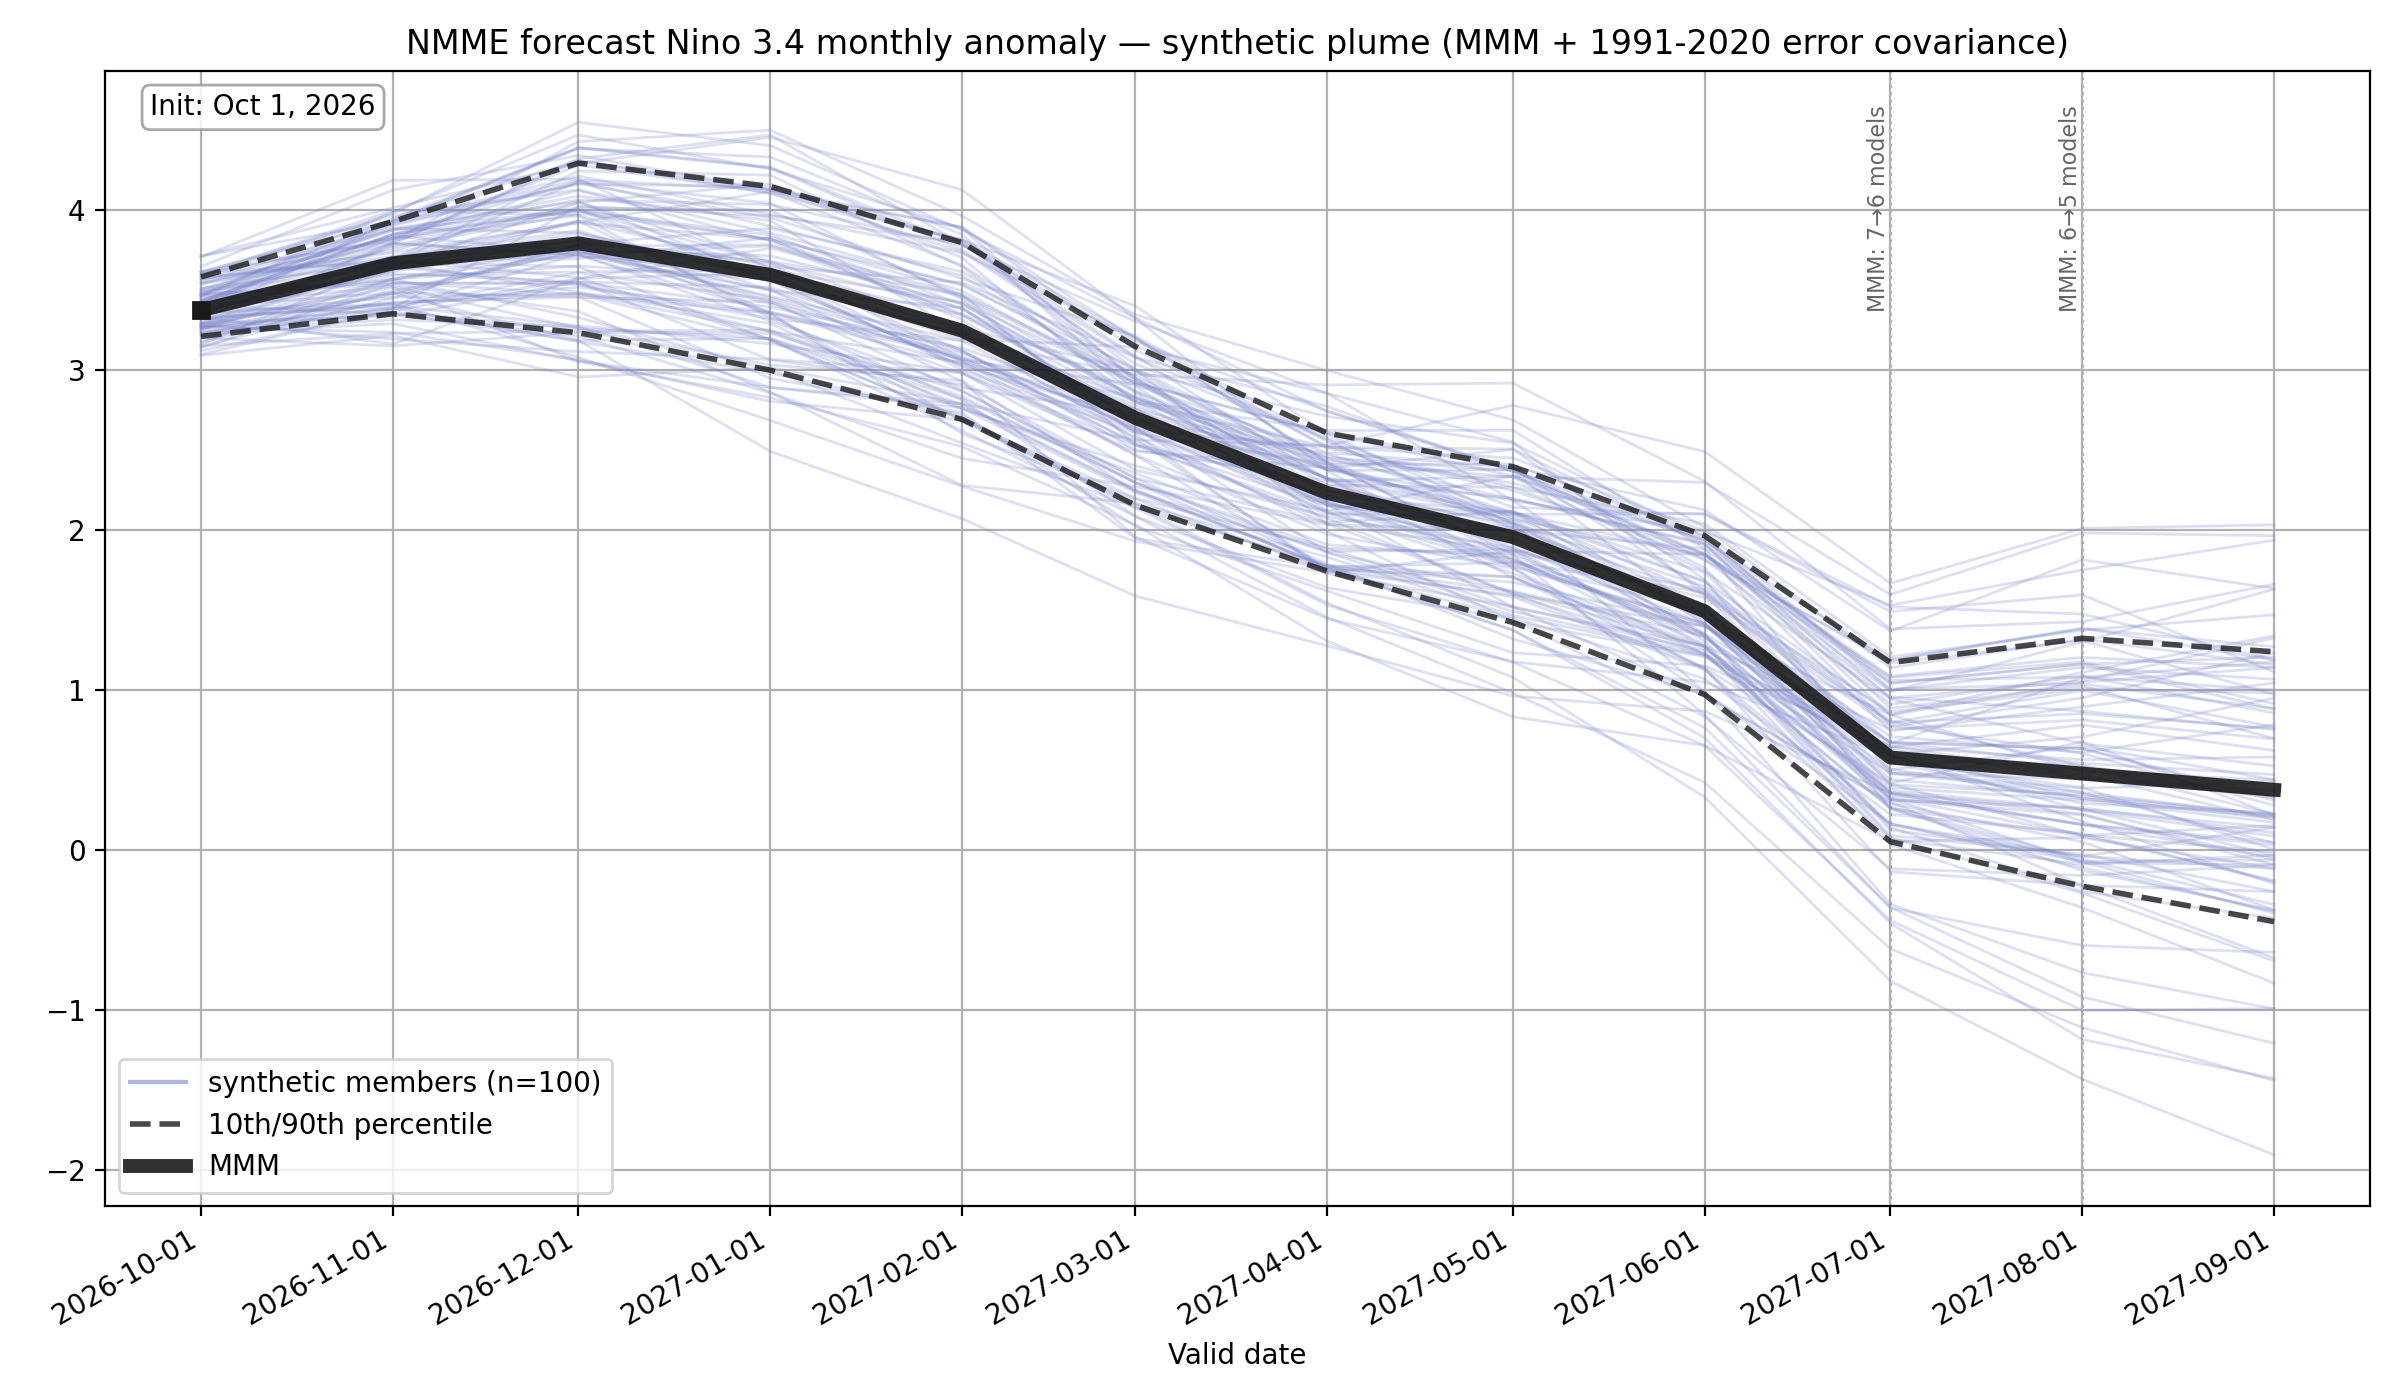 NMME forecast Nino 3.4 monthly anomaly — synthetic plume (MMM + 1991-2020 error covariance)
Init: Oct 1, 2026
MMM: 7→6 models
MMM: 6→5 models
4
3
2
1
0
−1
−2
synthetic members (n=100)
10th/90th percentile
MMM
2026-10-01
2026-11-01
2026-12-01
2027-01-01
2027-02-01
2027-03-01
2027-04-01
2027-05-01
2027-06-01
2027-07-01
2027-08-01
2027-09-01
Valid date